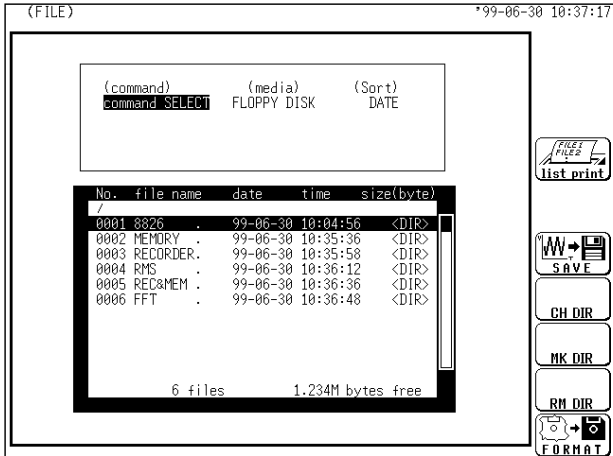 (FILE) '99-06-30 10:37:17
(command) (media) (Sort)
command SELECT FLOPPY DISK DATE
FILE1
FILE2
list print
No. file name date time size(byte)
/
0001 8826 . 99-06-30 10:04:56 <DIR>
0002 MEMORY . 99-06-30 10:35:36 <DIR>
0003 RECORDER. 99-06-30 10:35:58 <DIR>
0004 RMS . 99-06-30 10:36:12 <DIR>
0005 REC&MEM . 99-06-30 10:36:36 <DIR>
0006 FFT . 99-06-30 10:36:48 <DIR>
6 files 1.234M bytes free
SAVE
CH DIR
MK DIR
RM DIR
FORMAT